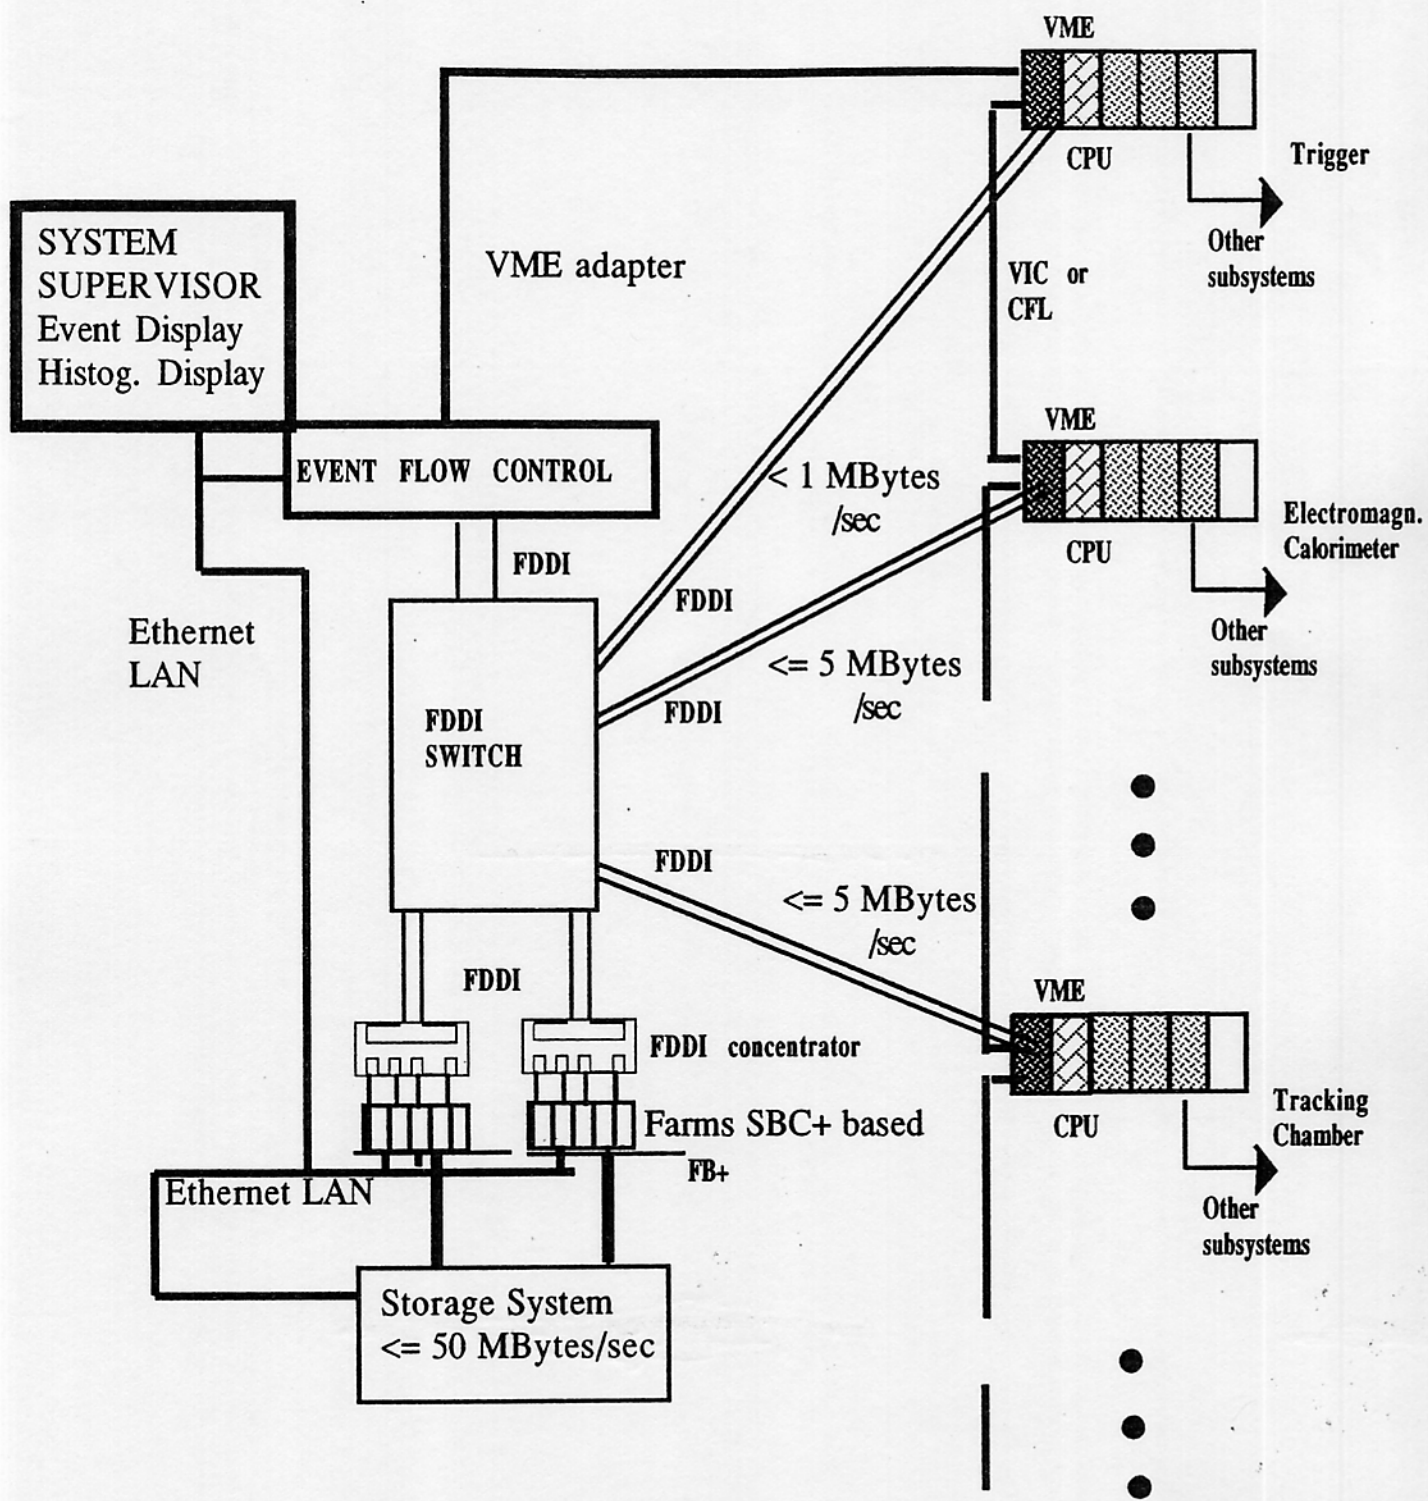 VME
CPU
Trigger
Other
subsystems
SYSTEM
SUPERVISOR
Event Display
Histog. Display
VME adapter
VIC or
CFL
VME
EVENT FLOW CONTROL
< 1 MBytes
/sec
Electromagn.
Calorimeter
CPU
FDDI
FDDI
Other
subsystems
Ethernet
LAN
<= 5 MBytes
/sec
FDDI
FDDI
SWITCH
FDDI
<= 5 MBytes
/sec
FDDI
VME
FDDI concentrator
Tracking
Chamber
CPU
Farms SBC+ based
FB+
Ethernet LAN
Other
subsystems
Storage System
<= 50 MBytes/sec